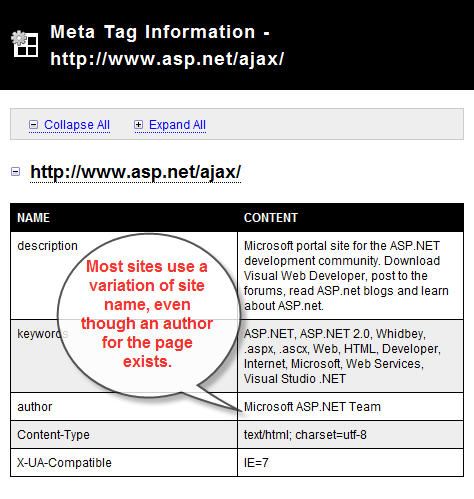 Meta Tag Information -
http://www.asp.net/ajax/
Collapse All Expand All
http://www.asp.net/ajax/
NAME CONTENT
description
Microsoft portal site for the ASP.NET
development community. Download
Visual Web Developer, post to the
forums, read ASP.net blogs and learn
about ASP.net.
Most sites use a
variation of site
name, even
though an author
for the page
exists.
keywords
ASP.NET, ASP.NET 2.0, Whidbey,
.aspx, .ascx, Web, HTML, Developer,
Internet, Microsoft, Web Services,
Visual Studio .NET
author Microsoft ASP.NET Team
Content-Type text/html; charset=utf-8
X-UA-Compatible IE=7